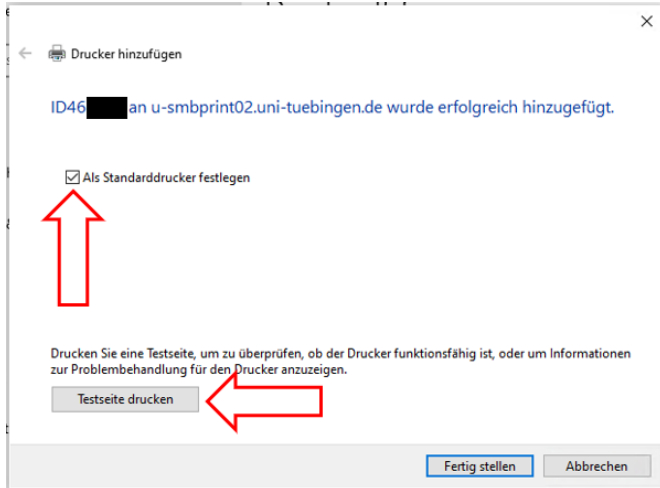 Drucker hinzufügen
ID46 an u-smbprint02.uni-tuebingen.de wurde erfolgreich hinzugefügt.
Als Standarddrucker festlegen
Drucken Sie eine Testseite, um zu überprüfen, ob der Drucker funktionsfähig ist, oder um Informationen
zur Problembehandlung für den Drucker anzuzeigen.
Testseite drucken
Fertig stellen Abbrechen